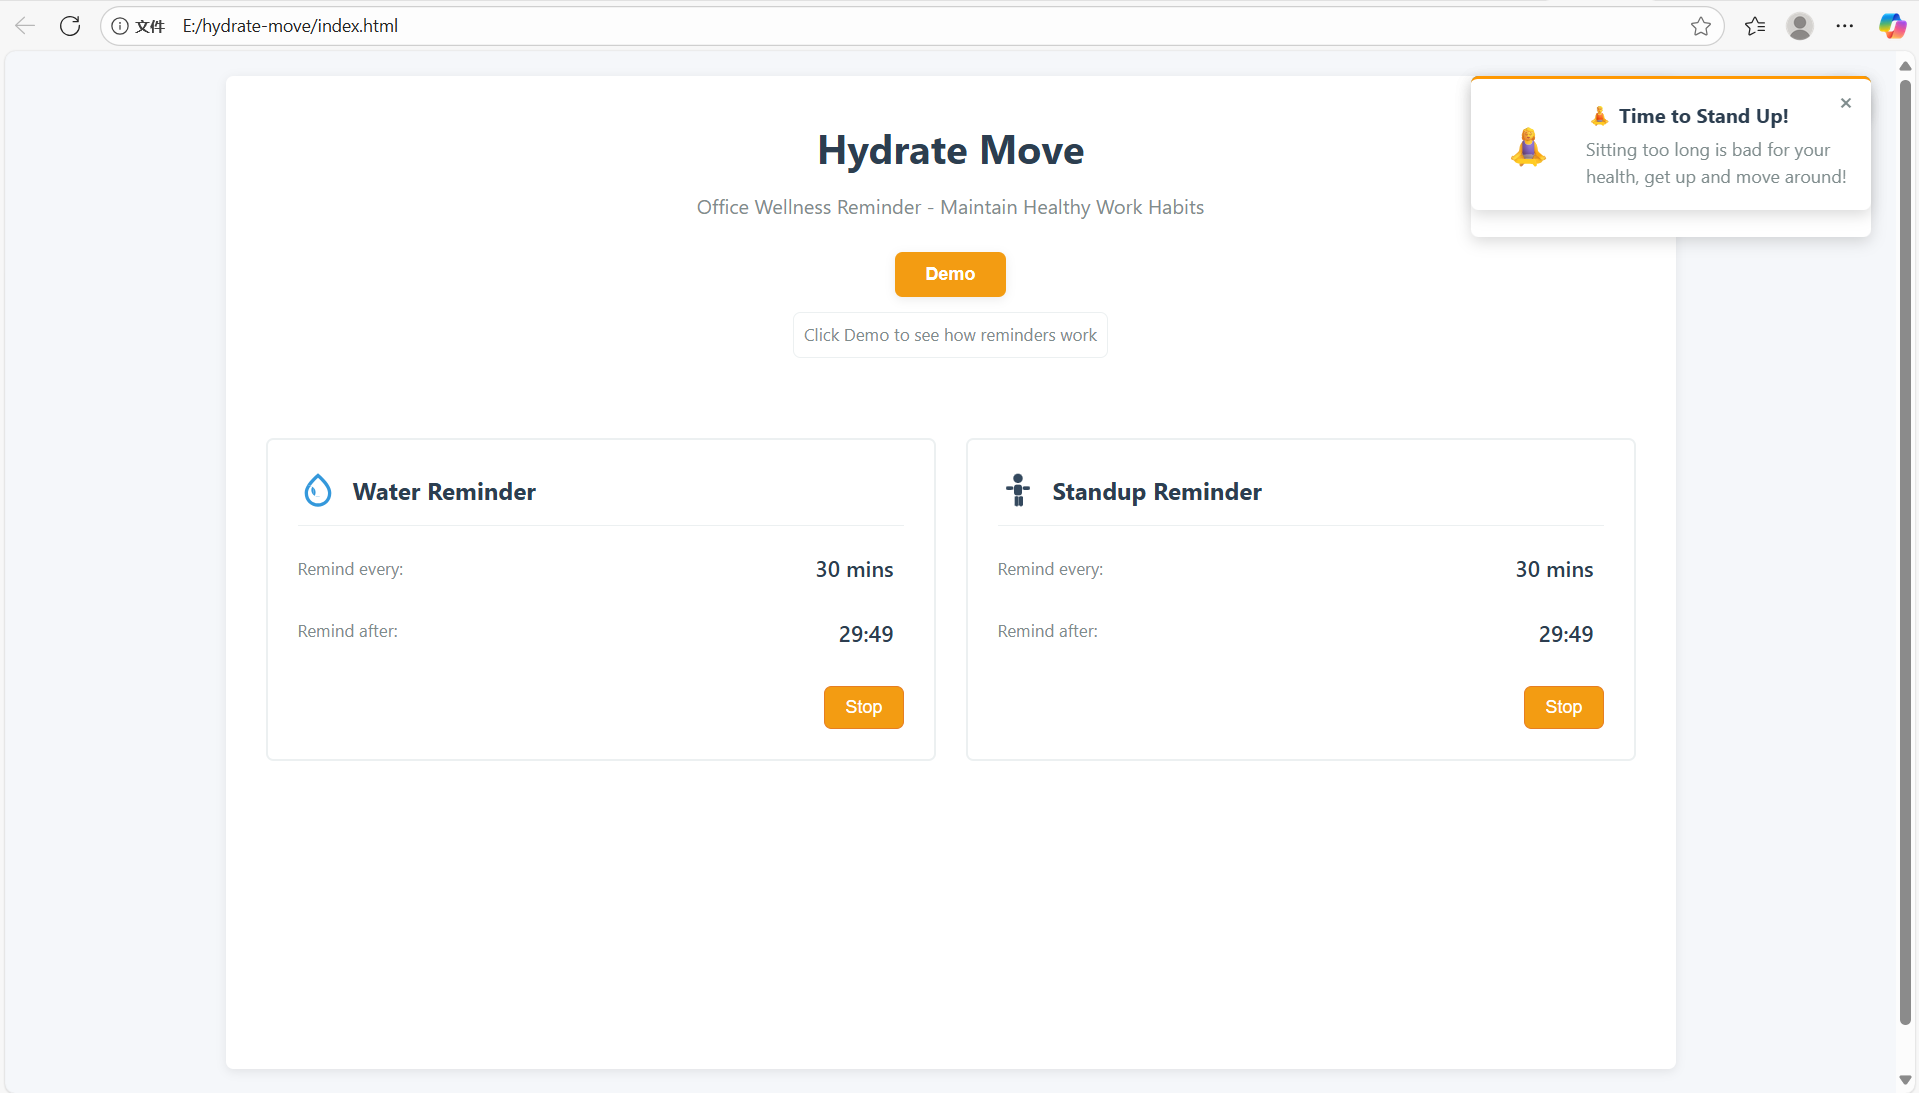 文件 E:/hydrate-move/index.html
Time to Stand Up!
Sitting too long is bad for your
health, get up and move around!
Hydrate Move
Office Wellness Reminder - Maintain Healthy Work Habits
Demo
Click Demo to see how reminders work
Water Reminder
Remind every: 30 mins
Remind after: 29:49
Stop
Standup Reminder
Remind every: 30 mins
Remind after: 29:49
Stop